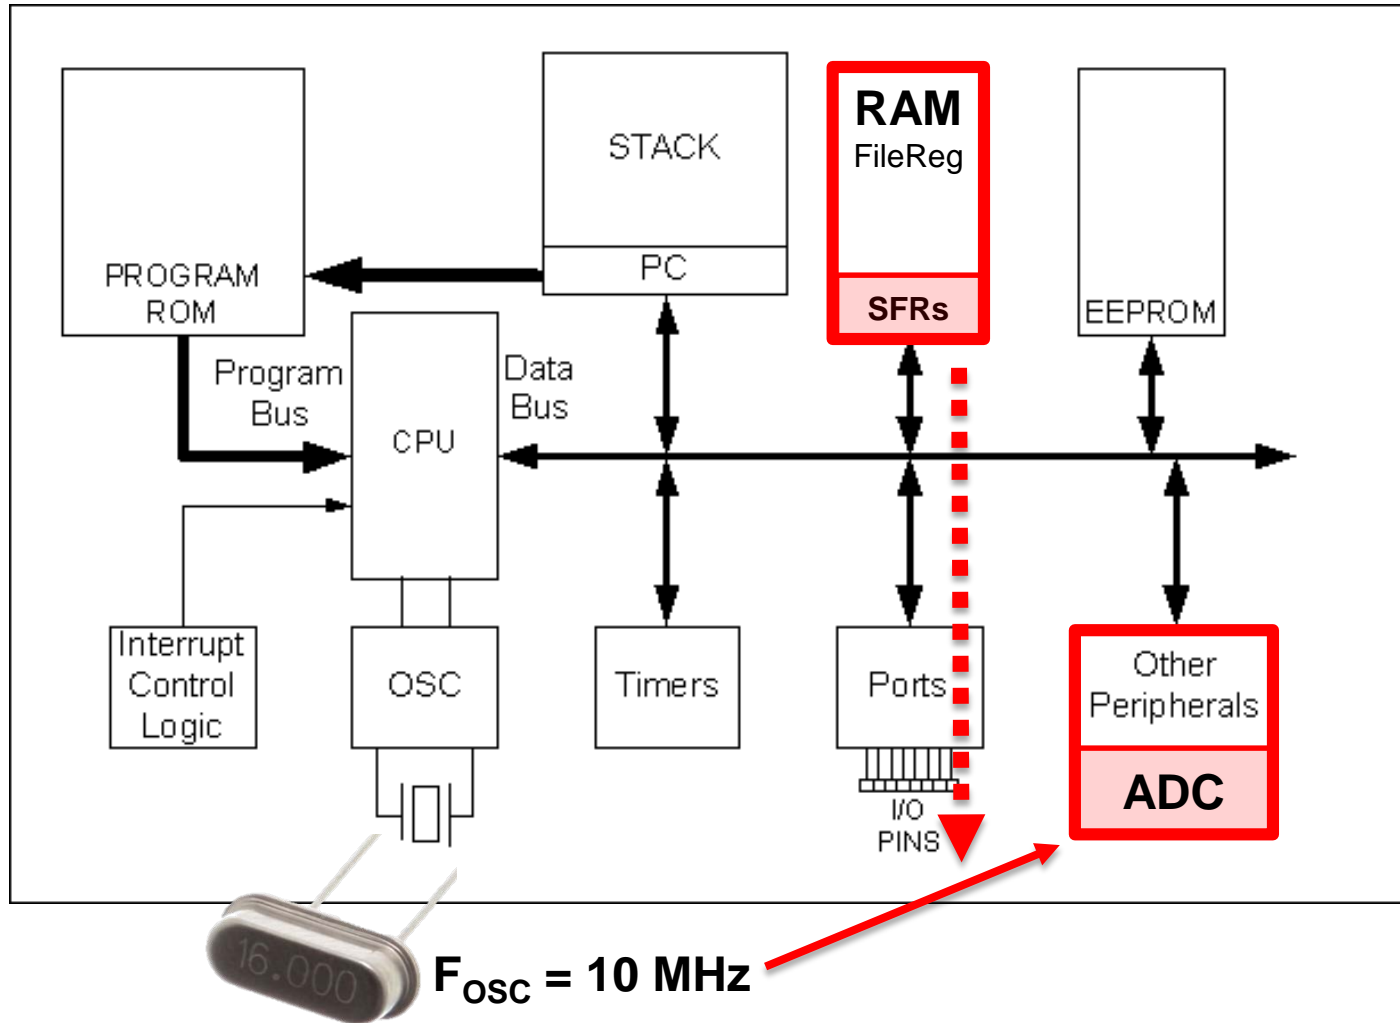 PROGRAM
ROM
STACK
PC
RAM
FileReg
SFRs
EEPROM
Program
Bus
CPU
Data
Bus
Interrupt
Control
Logic
OSC
Timers
Ports
I/O
PINS
Other
Peripherals
ADC
16.000
FOSC = 10 MHz